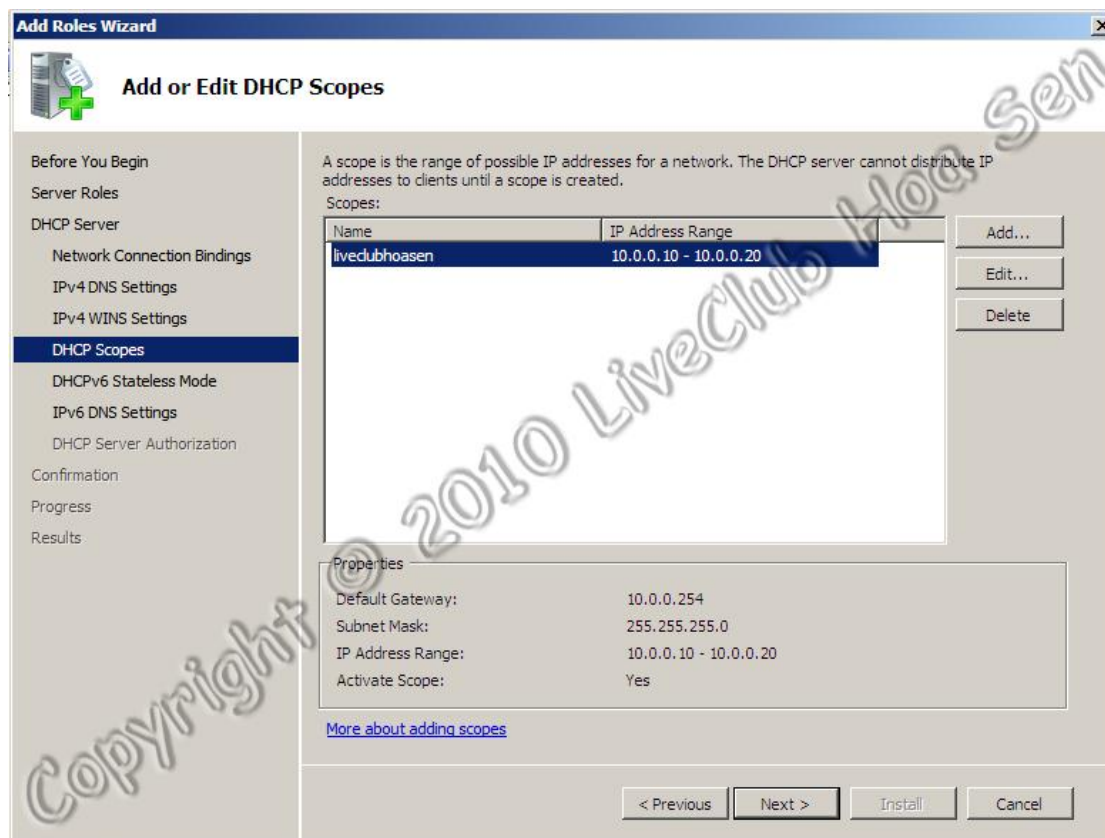 Add Roles Wizard
Add or Edit DHCP Scopes
Before You Begin
Server Roles
DHCP Server
Network Connection Bindings
IPv4 DNS Settings
IPv4 WINS Settings
DHCP Scopes
DHCPv6 Stateless Mode
IPv6 DNS Settings
DHCP Server Authorization
Confirmation
Progress
Results
A scope is the range of possible IP addresses for a network. The DHCP server cannot distribute IP
addresses to clients until a scope is created.
Scopes:
Name IP Address Range
liveclubhoasen 10.0.0.10 - 10.0.0.20
Add...
Edit...
Delete
Properties
Default Gateway: 10.0.0.254
Subnet Mask: 255.255.255.0
IP Address Range: 10.0.0.10 - 10.0.0.20
Activate Scope: Yes
More about adding scopes
< Previous Next > Install Cancel
Copyright © 2010 LiveClub Hoa Sen